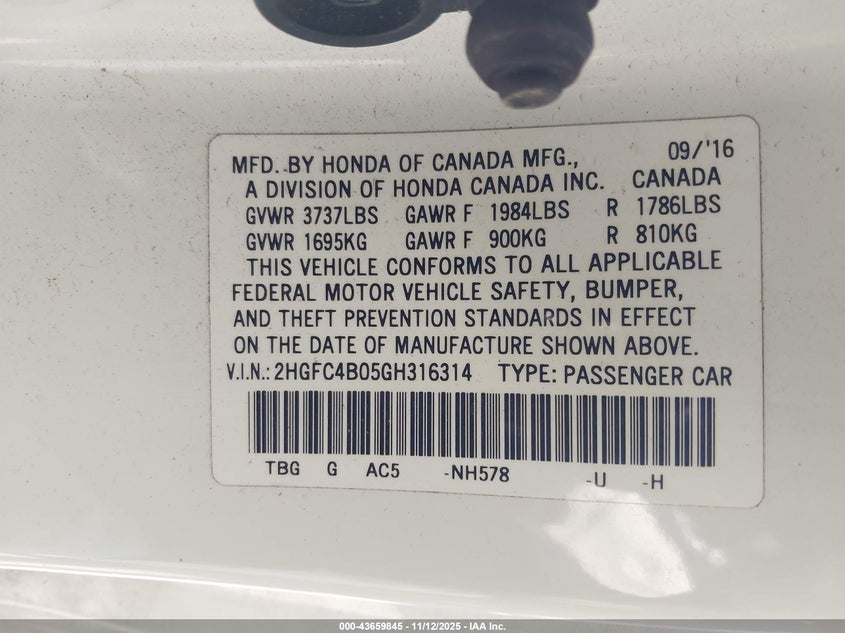 MFD. BY HONDA OF CANADA MFG., 09/'16
A DIVISION OF HONDA CANADA INC. CANADA
GVWR 3737LBS GAWR F 1984LBS R 1786LBS
GVWR 1695KG GAWR F 900KG R 810KG
THIS VEHICLE CONFORMS TO ALL APPLICABLE
FEDERAL MOTOR VEHICLE SAFETY, BUMPER,
AND THEFT PREVENTION STANDARDS IN EFFECT
ON THE DATE OF MANUFACTURE SHOWN ABOVE.
V.I.N.: 2HGFC4B05GH316314 TYPE: PASSENGER CAR
TBG G AC5 -NH578 -U -H
000-43659845 - 11/12/2025 - IAA Inc.